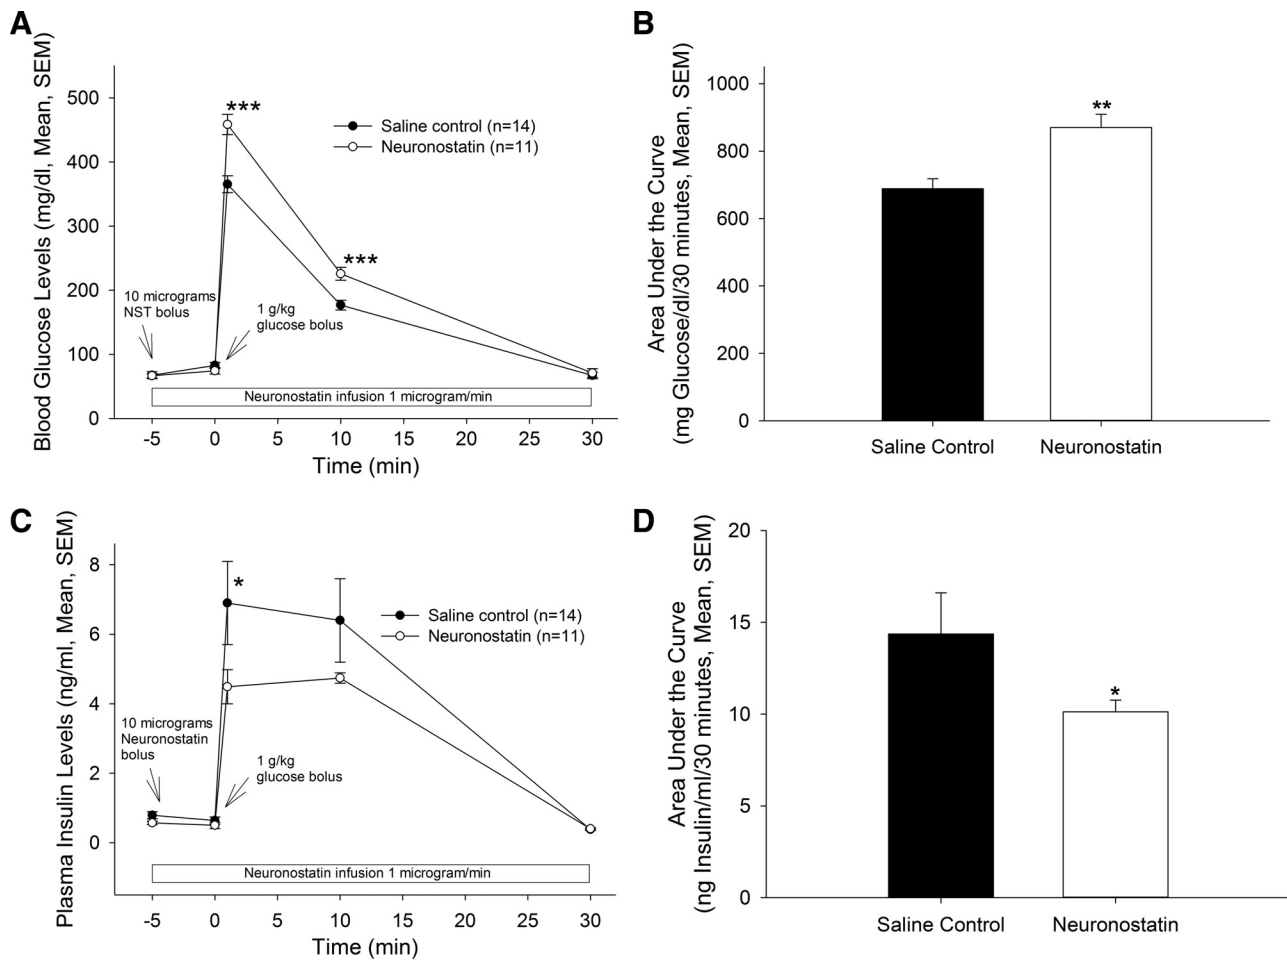 A
Blood Glucose Levels (mg/dl, Mean, SEM)
500
400
300
200
100
0
***
***
Saline control (n=14)
Neuronostatin (n=11)
10 micrograms
NST bolus
1 g/kg
glucose bolus
Neuronostatin infusion 1 microgram/min
-5 0 5 10 15 20 25 30
Time (min)
B
Area Under the Curve
(mg Glucose/dl/30 minutes, Mean, SEM)
1000
800
600
400
200
0
**
Saline Control Neuronostatin
C
Plasma Insulin Levels (ng/ml, Mean, SEM)
8
6
4
2
0
*
Saline control (n=14)
Neuronostatin (n=11)
10 micrograms
Neuronostatin
bolus
1 g/kg
glucose bolus
Neuronostatin infusion 1 microgram/min
-5 0 5 10 15 20 25 30
Time (min)
D
Area Under the Curve
(ng Insulin/ml/30 minutes, Mean, SEM)
20
15
10
5
0
*
Saline Control Neuronostatin